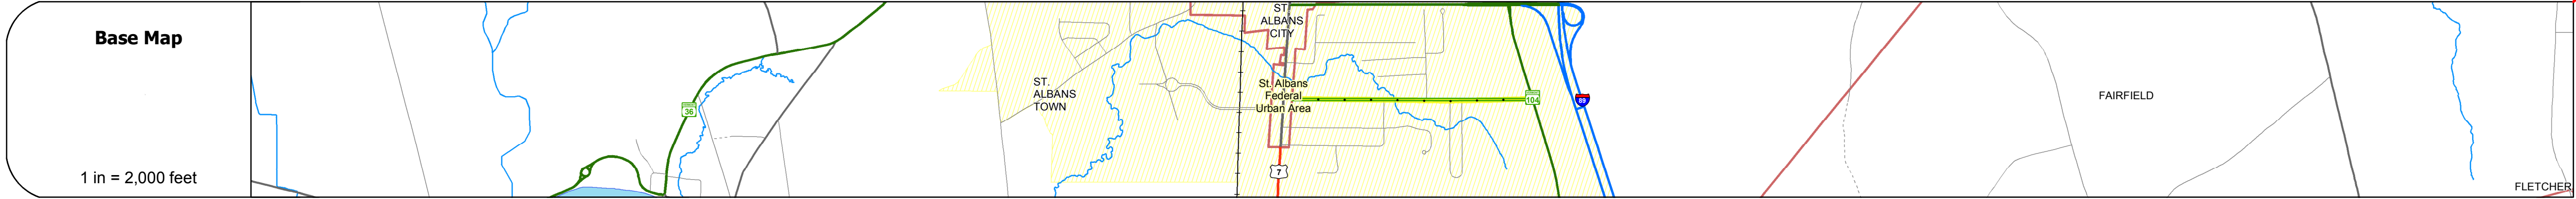 Base Map
1 in = 2,000 feet
36
ST.
ALBANS
TOWN
ST
ALBANS
CITY
St. Albans
Federal
Urban Area
7
104
89
FAIRFIELD
FLETCHER